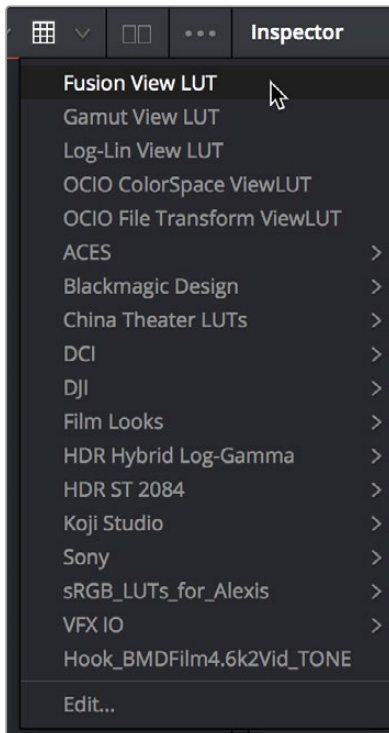 Inspector
Fusion View LUT
Gamut View LUT
Log-Lin View LUT
OCIO ColorSpace ViewLUT
OCIO File Transform ViewLUT
ACES
Blackmagic Design
China Theater LUTs
DCI
DJI
Film Looks
HDR Hybrid Log-Gamma
HDR ST 2084
Koji Studio
Sony
sRGB_LUTs_for_Alexis
VFX IO
Hook_BMDFilm4.6k2Vid_TONE
Edit...